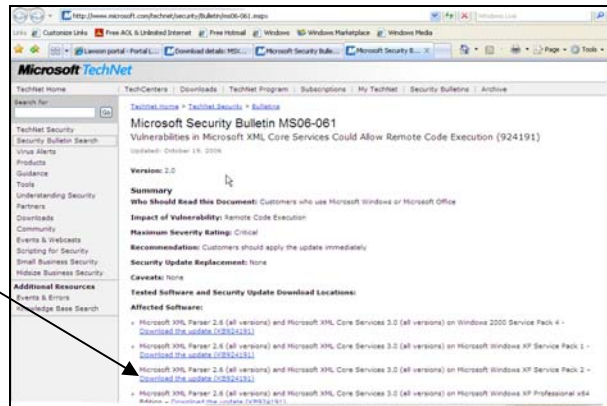 http://www.microsoft.com/technet/security/Bulletin/ms06-061.mspx
Windows Live
Links Customize Links Free AOL & Unlimited Internet Free Hotmail Windows Windows Marketplace Windows Media
Lawson portal - Portal L... Download details: MSX... Microsoft Security Bulle... Microsoft Security B... Page Tools
Microsoft TechNet
TechNet Home | TechCenters | Downloads | TechNet Program | Subscriptions | My TechNet | Security Bulletins | Archive
Search for
Go
TechNet Security
Security Bulletin Search
Virus Alerts
Products
Guidance
Tools
Understanding Security
Partners
Downloads
Community
Events & Webcasts
Scripting for Security
Small Business Security
Midsize Business Security
Additional Resources
Events & Errors
Knowledge Base Search
TechNet Home > TechNet Security > Bulletins
Microsoft Security Bulletin MS06-061
Vulnerabilities in Microsoft XML Core Services Could Allow Remote Code Execution (924191)
Updated: October 19, 2006
Version: 2.0
Summary
Who Should Read this Document: Customers who use Microsoft Windows or Microsoft Office
Impact of Vulnerability: Remote Code Execution
Maximum Severity Rating: Critical
Recommendation: Customers should apply the update immediately
Security Update Replacement: None
Caveats: None
Tested Software and Security Update Download Locations:
Affected Software:
• Microsoft XML Parser 2.6 (all versions) and Microsoft XML Core Services 3.0 (all versions) on Windows 2000 Service Pack 4 -
Download the update (KB924191)
• Microsoft XML Parser 2.6 (all versions) and Microsoft XML Core Services 3.0 (all versions) on Microsoft Windows XP Service Pack 1 -
Download the update (KB924191)
Microsoft XML Parser 2.6 (all versions) and Microsoft XML Core Services 3.0 (all versions) on Microsoft Windows XP Service Pack 2 -
Download the update (KB924191)
• Microsoft XML Parser 2.6 (all versions) and Microsoft XML Core Services 3.0 (all versions) on Microsoft Windows XP Professional x64
Edition - Download the update (KB924191)